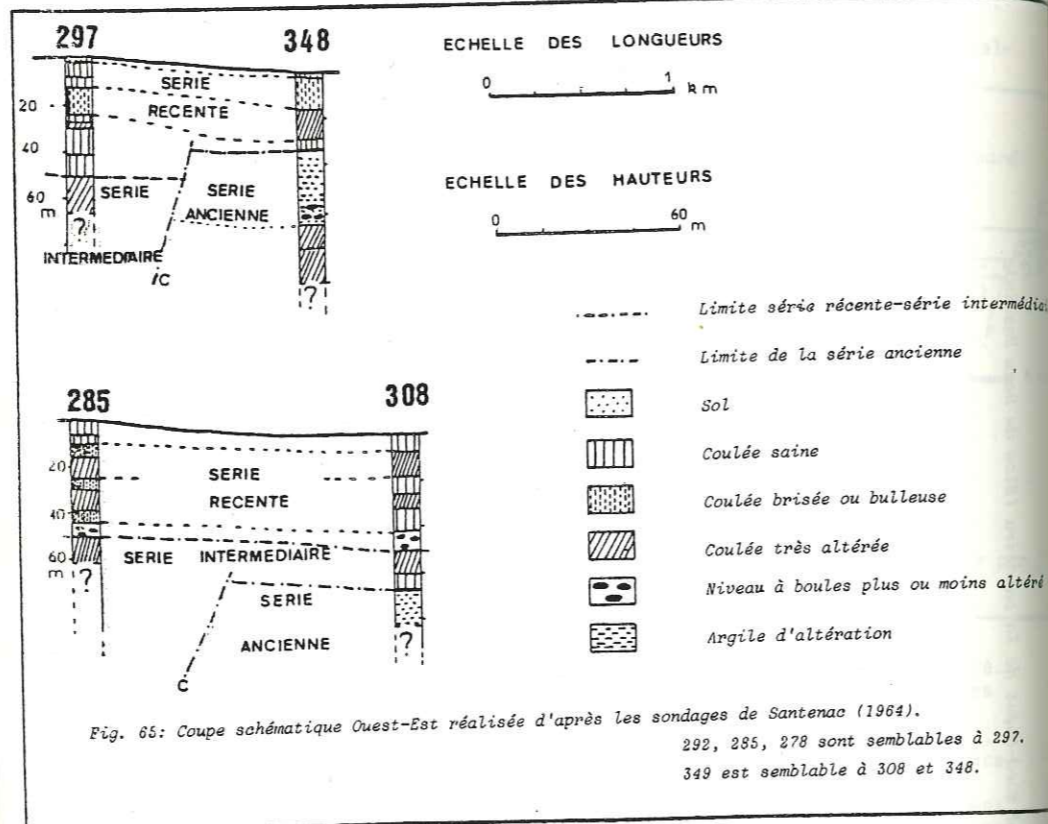 297
348
ECHELLE DES LONGUEURS
0 1
km
SERIE
RECENTE
20
40
60
m
SERIE
SERIE
ANCIENNE
?
INTERMEDIAIRE
C
?
ECHELLE DES HAUTEURS
0 60
m
Limite série récente-série
Limite de la série ancienne
Sol
Coulée saine
Coulée brisée ou bulleuse
Coulée très altérée
Niveau à boules plus ou moins altéré
Argile d'altération
285
308
20
SERIE
RECENTE
40
60
m
SERIE INTERMEDIAIRE
?
SERIE
ANCIENNE
?
C
Fig. 65: Coupe schématique Ouest-Est réalisée d'après les sondages de Santenac (1964).
292, 285, 278 sont semblables à 297.
349 est semblable à 308 et 348.